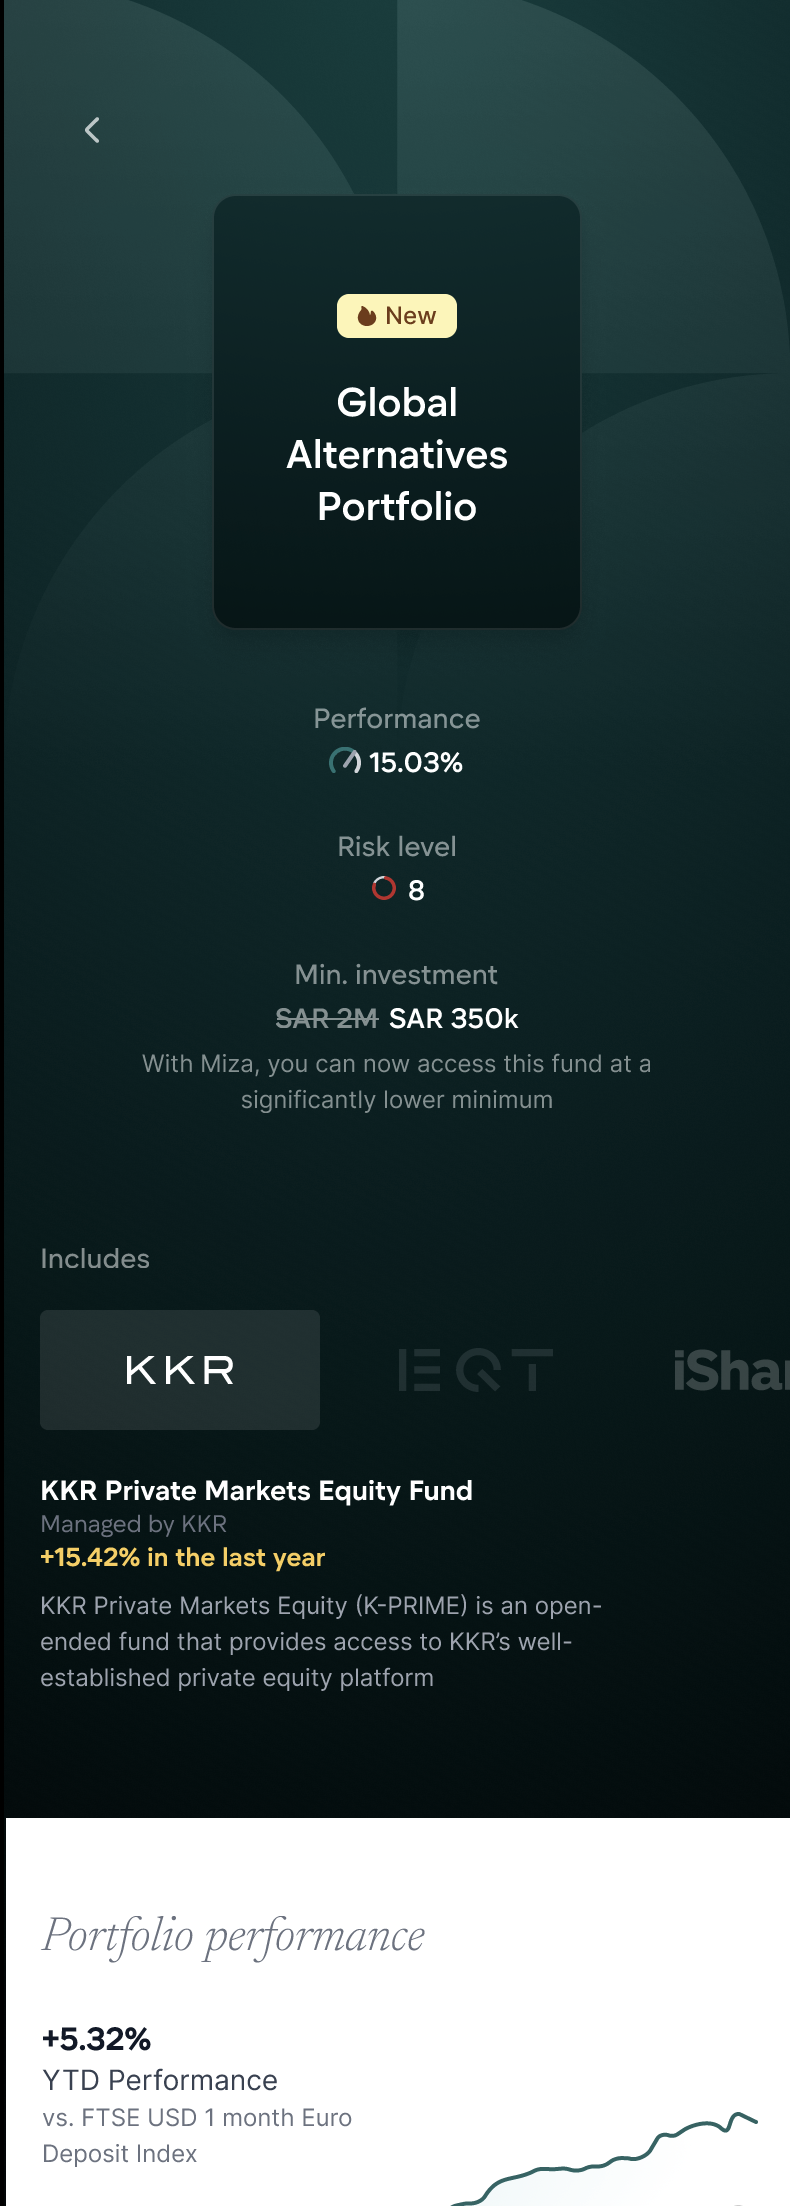 New
Global
Alternatives
Portfolio
Performance
15.03%
Risk level
8
Min. investment
SAR 2M SAR 350k
With Miza, you can now access this fund at a
significantly lower minimum
Includes
KKR EQT iShar
KKR Private Markets Equity Fund
Managed by KKR
+15.42% in the last year
KKR Private Markets Equity (K-PRIME) is an open-
ended fund that provides access to KKR’s well-
established private equity platform
Portfolio performance
+5.32%
YTD Performance
vs. FTSE USD 1 month Euro
Deposit Index